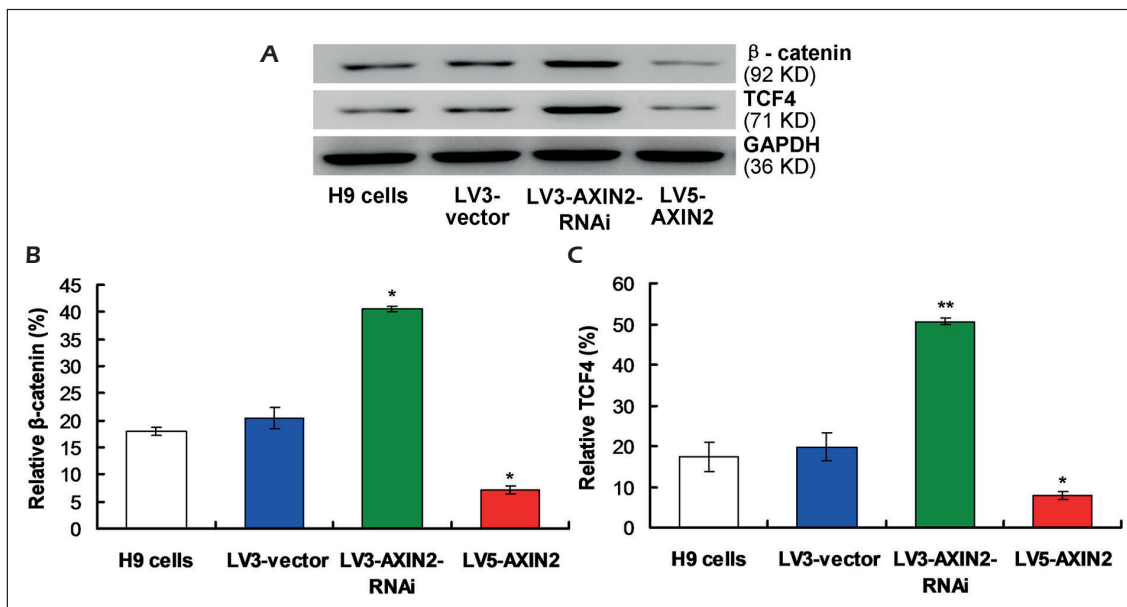 A
β - catenin
(92 KD)
TCF4
(71 KD)
GAPDH
(36 KD)
H9 cells
LV3-
vector
LV3-AXIN2-
RNAi
LV5-
AXIN2
B
Relative β-catenin (%)
45
40
35
30
25
20
15
10
5
0
*
*
H9 cells
LV3-vector
LV3-AXIN2-
RNAi
LV5-AXIN2
C
Relative TCF4 (%)
60
50
40
30
20
10
0
**
*
H9 cells
LV3-vector
LV3-AXIN2-
RNAi
LV5-AXIN2